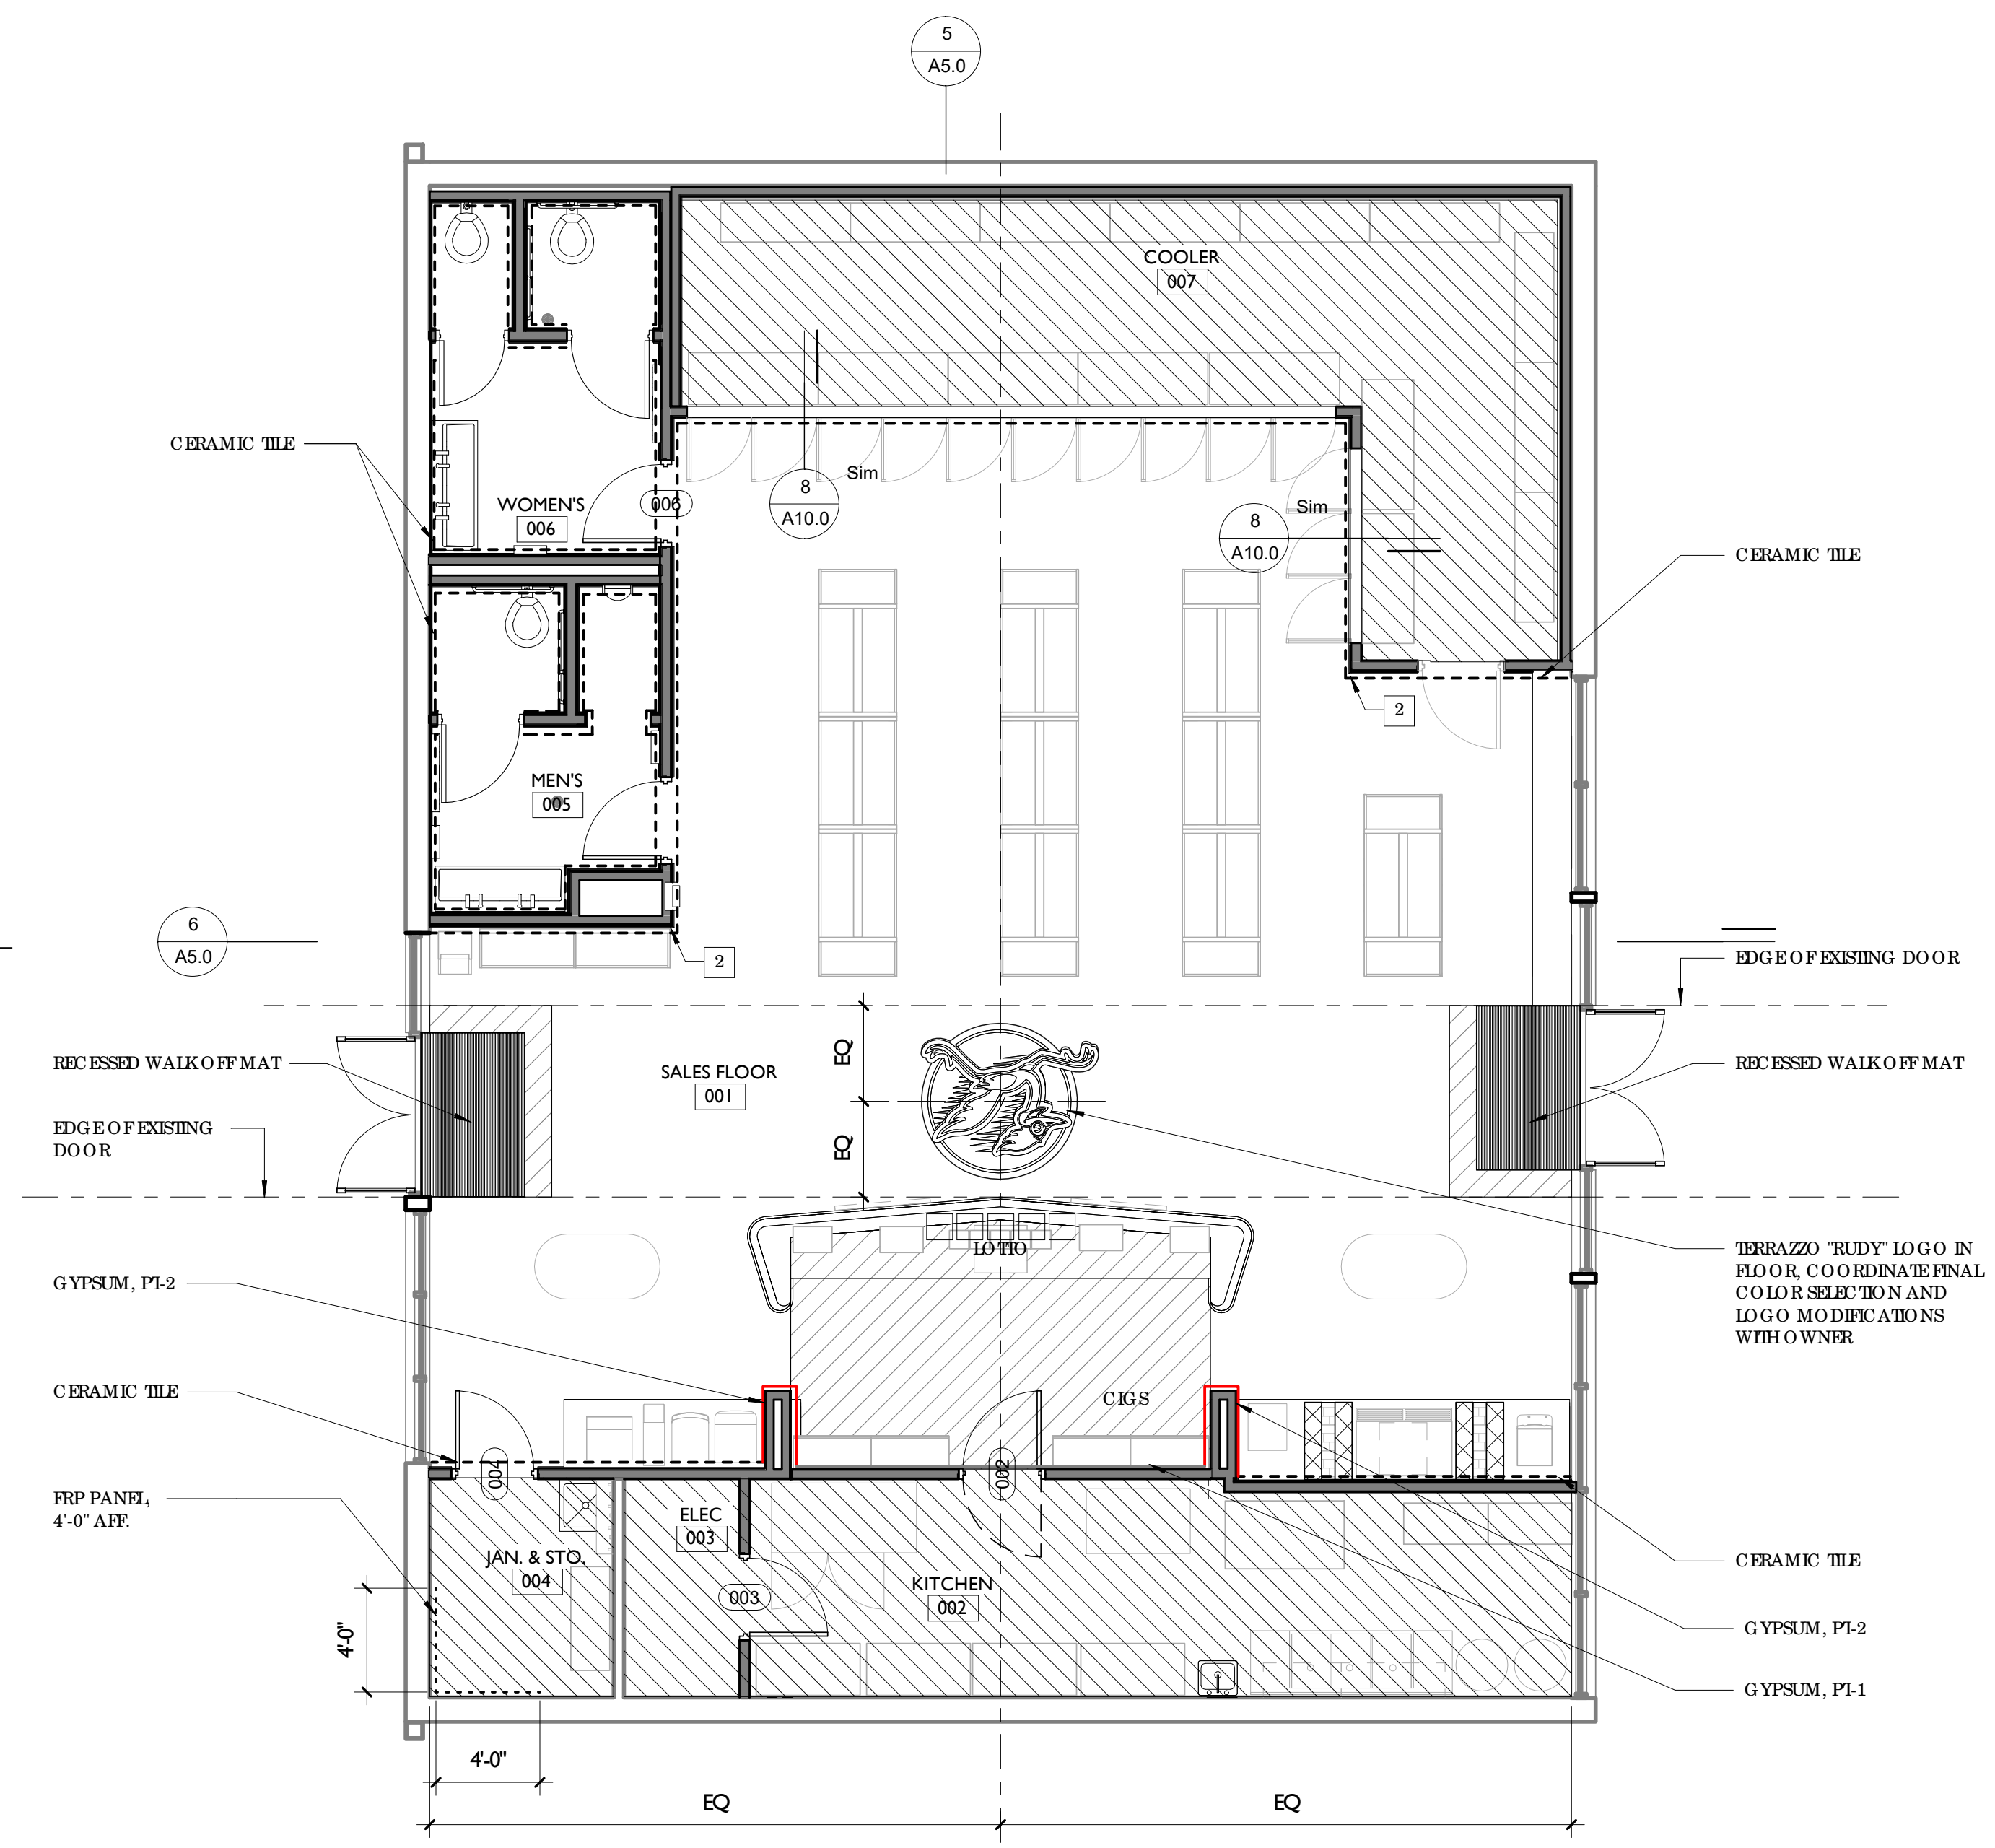 5
A5.0
COOLER
007
CERAMIC TILE
Sim
8
A10.0
WOMEN'S
006
006
Sim
8
A10.0
CERAMIC TILE
2
MEN'S
005
6
A5.0
2
EDGE OF EXISTING DOOR
RECESSED WALK OFF MAT
SALES FLOOR
001
EQ
RECESSED WALK OFF MAT
EDGE OF EXISTING
DOOR
EQ
LOTTO
TERRAZZO "RUDY" LOGO IN
FLOOR, COORDINATE FINAL
COLOR SELECTION AND
LOGO MODIFICATIONS
WITH OWNER
GYPSUM, PT-2
CERAMIC TILE
CIGS
004
002
FRP PANEL,
4'-0" AFF.
ELEC
003
JAN. & STO.
004
003
KITCHEN
002
CERAMIC TILE
GYPSUM, PT-2
GYPSUM, PT-1
4'-0"
4'-0"
EQ
EQ